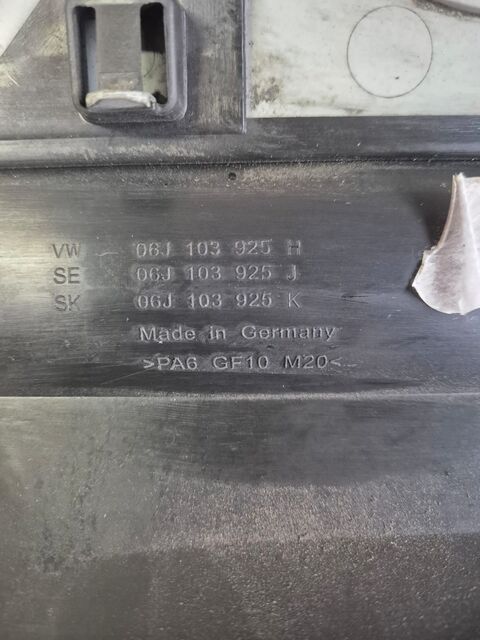 VW 06J 103 925 H
SE 06J 103 925 J
SK 06J 103 925 K
Made in Germany
>PA6 GF10 M20<